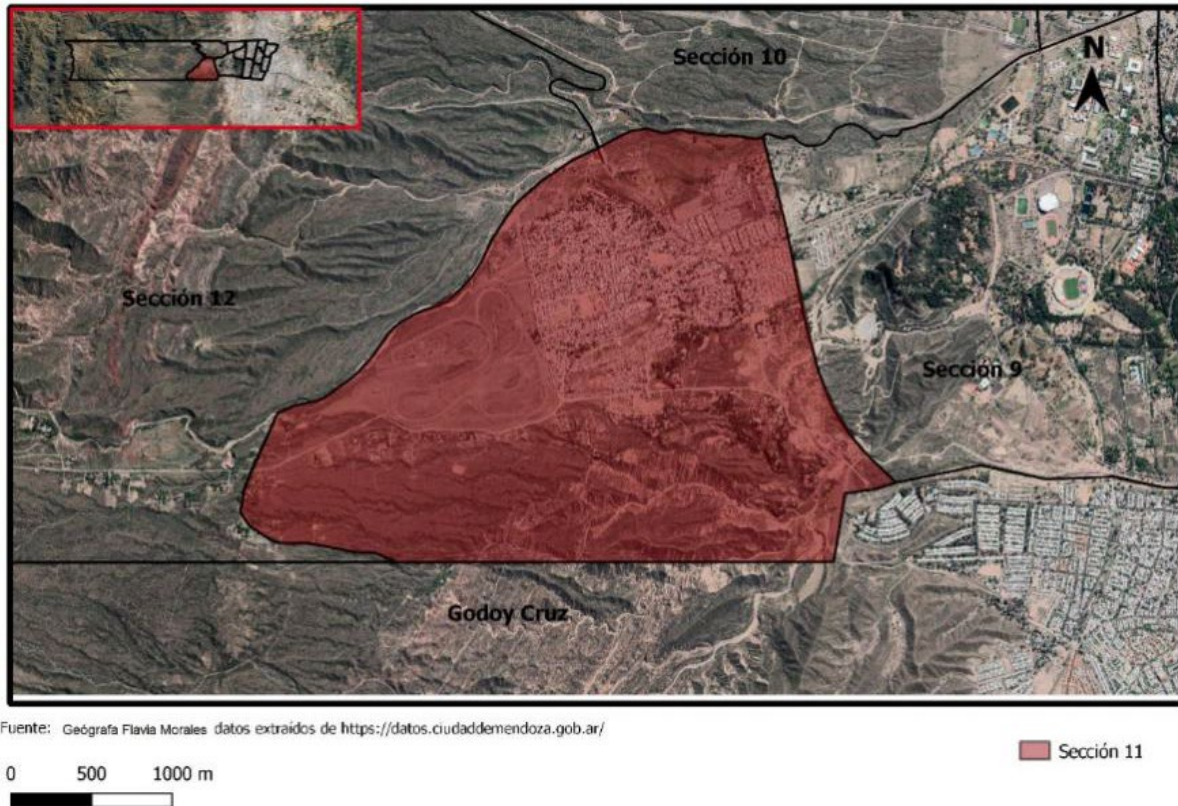 Sección 10
N
Sección 12
Sección 9
Godoy Cruz
Fuente: Geógrafa Flavia Morales datos extraídos de https://datos.ciudaddemendoza.gob.ar/
Sección 11
0 500 1000 m